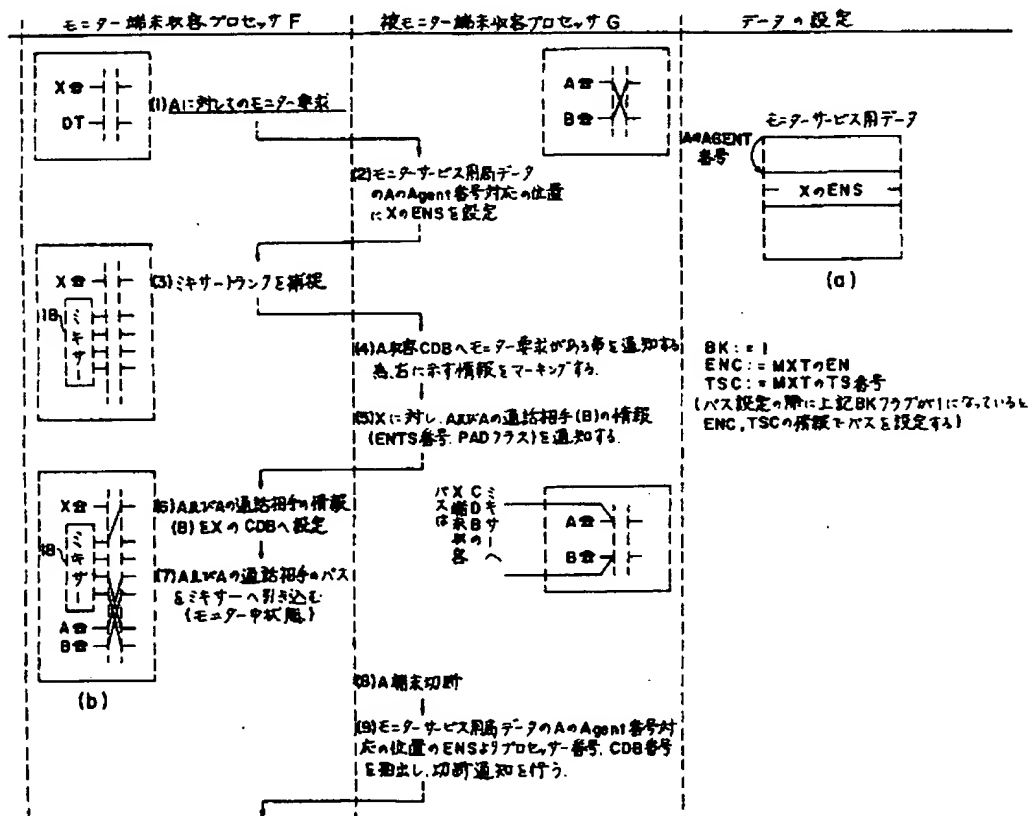 モニター端末収容プロセッサF
被モニター端末収容プロセッサG
データの設定
X☎
DT
(1)Aに対してのモニター要求
A☎
B☎
モニターサービス用データ
AのAGENT
番号
XのENS
(a)
(2)モニターサービス用局データ
のAのAgent番号対応の位置
にXのENSを設定
X☎
18
ミキサー
(3)ミキサートランクを捕捉
(4)A収容CDBへモニター要求がある事を通知する
為、右に示す情報をマーキングする.
BK:=1
ENC:=MXTのEN
TSC:=MXTのTS番号
(パス設定の際に上記BKフラグが1になっていると
ENC,TSCの情報でパスを設定する)
(5)Xに対し、A及びAの通話相手(B)の情報
(ENTS番号、PADクラス)を通知する.
X☎
18
ミキサー
A☎
B☎
(b)
(6)A及びAの通話相手の情報
(B)をXのCDBへ設定
(7)A及びAの通話相手のパス
をミキサーへ引き込む
(モニター中状態)
ミキサーへ
CDBの
X端末収容
パスは
A☎
B☎
(8)A端末切断
(9)モニターサービス用局データのAのAgent番号対
応の位置のENSよりプロセッサー番号、CDB番号
を抽出し、切断通知を行う.